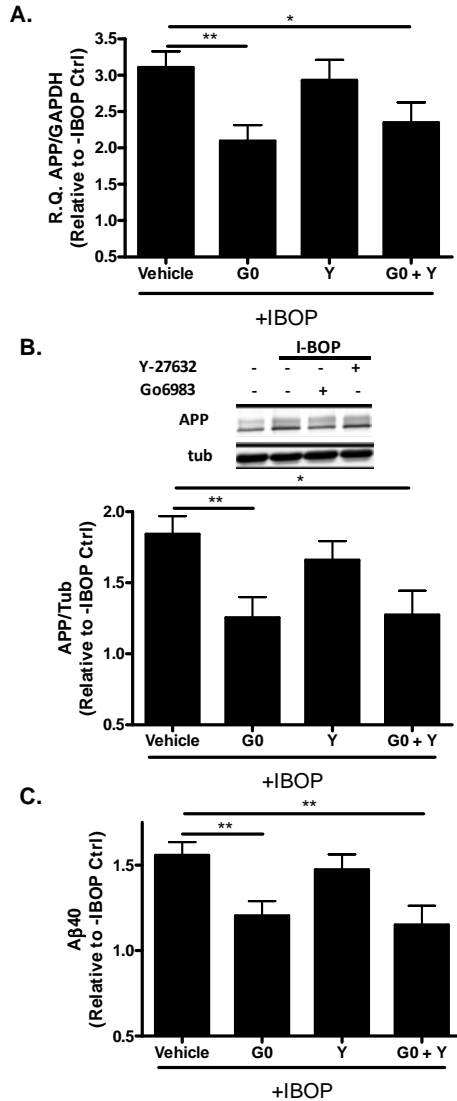 A.
R.Q. APP/GAPDH
(Relative to -IBOP Ctrl)
3.5
3.0
2.5
2.0
1.5
1.0
0.5
*
**
Vehicle G0 Y G0 + Y
+IBOP
B.
I-BOP
Y-27632 - - - +
Go6983 - - + -
APP
tub
APP/Tub
(Relative to -IBOP Ctrl)
2.0
1.5
1.0
0.5
*
**
Vehicle G0 Y G0 + Y
+IBOP
C.
Aβ40
(Relative to -IBOP Ctrl)
1.5
1.0
0.5
**
**
Vehicle G0 Y G0 + Y
+IBOP